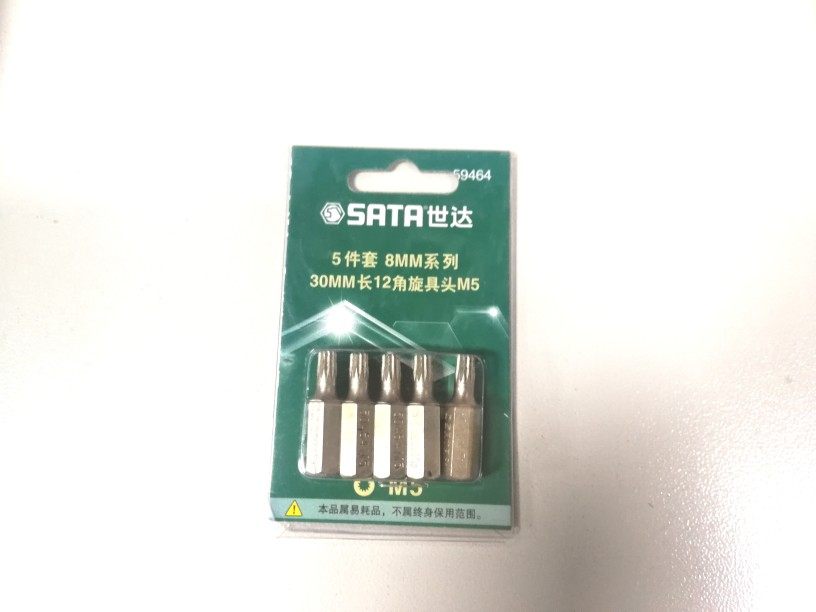 59464
SATA世达
5件套 8MM系列
30MM长12角旋具头M5
M5
本品属易耗品，不属终身保用范围。